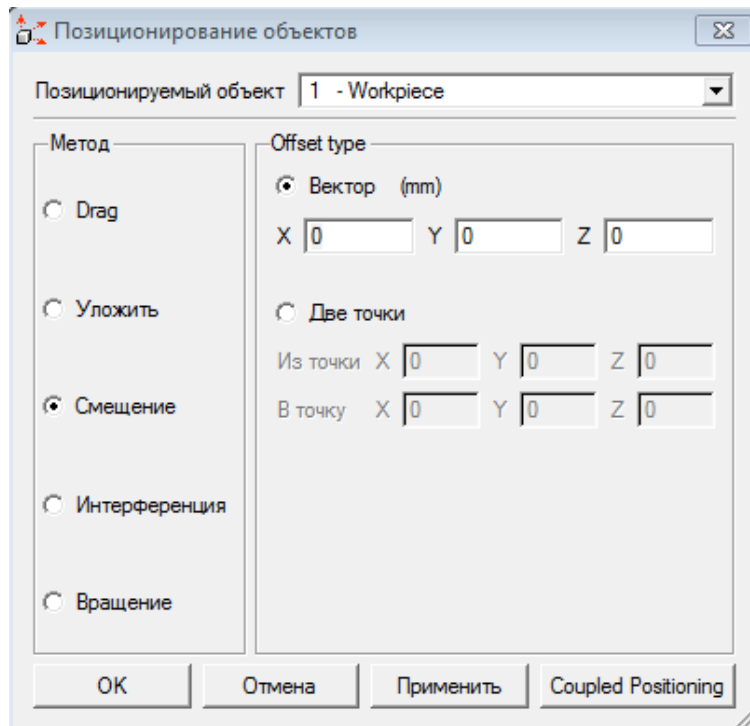 Позиционирование объектов
Позиционируемый объект 1 - Workpiece
Метод
Drag
Уложить
Смещение
Интерференция
Вращение
Offset type
Вектор (mm)
X 0 Y 0 Z 0
Две точки
Из точки X 0 Y 0 Z 0
В точку X 0 Y 0 Z 0
OK Отмена Применить Coupled Positioning